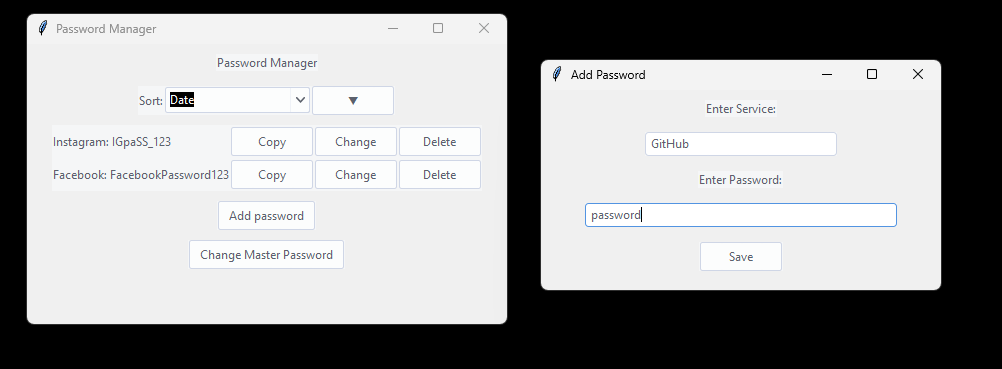 Password Manager
Password Manager
Sort: Date ▼
Instagram: IGpaSS_123 Copy Change Delete
Facebook: FacebookPassword123 Copy Change Delete
Add password
Change Master Password
Add Password
Enter Service:
GitHub
Enter Password:
password
Save